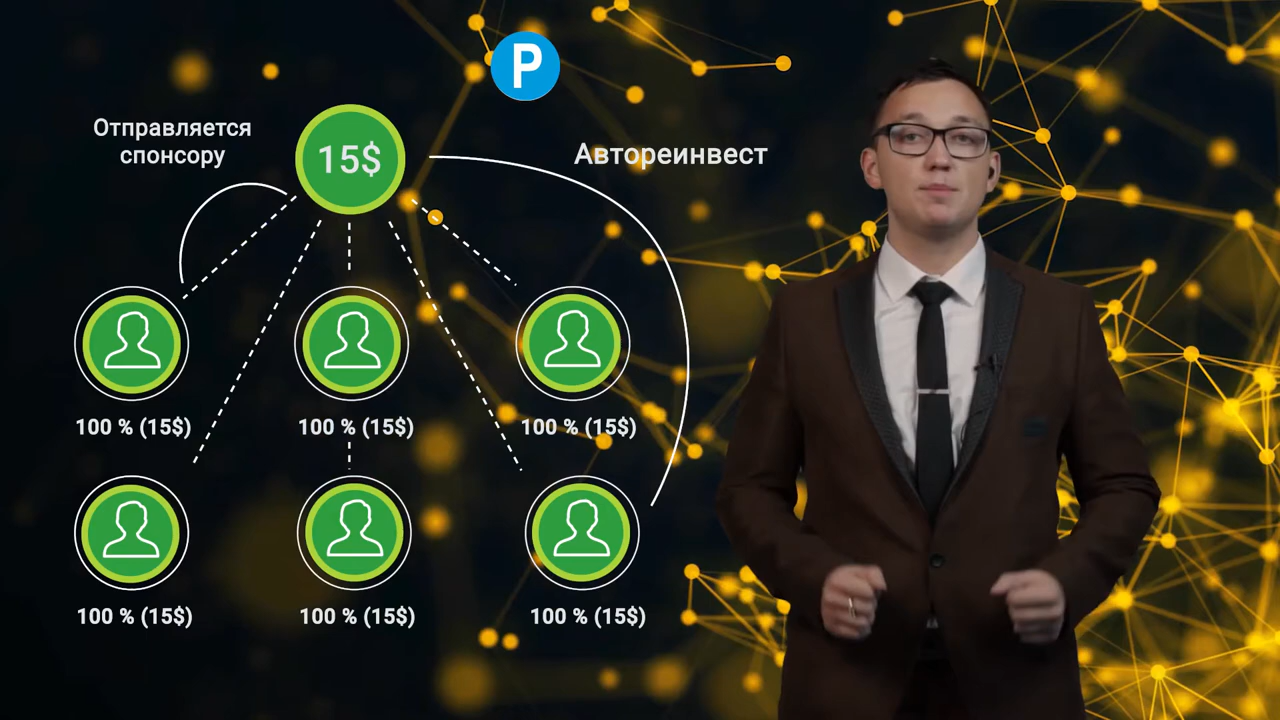 P
Отправляется
спонсору
15$
Автореинвест
100 % (15$)
100 % (15$)
100 % (15$)
100 % (15$)
100 % (15$)
100 % (15$)